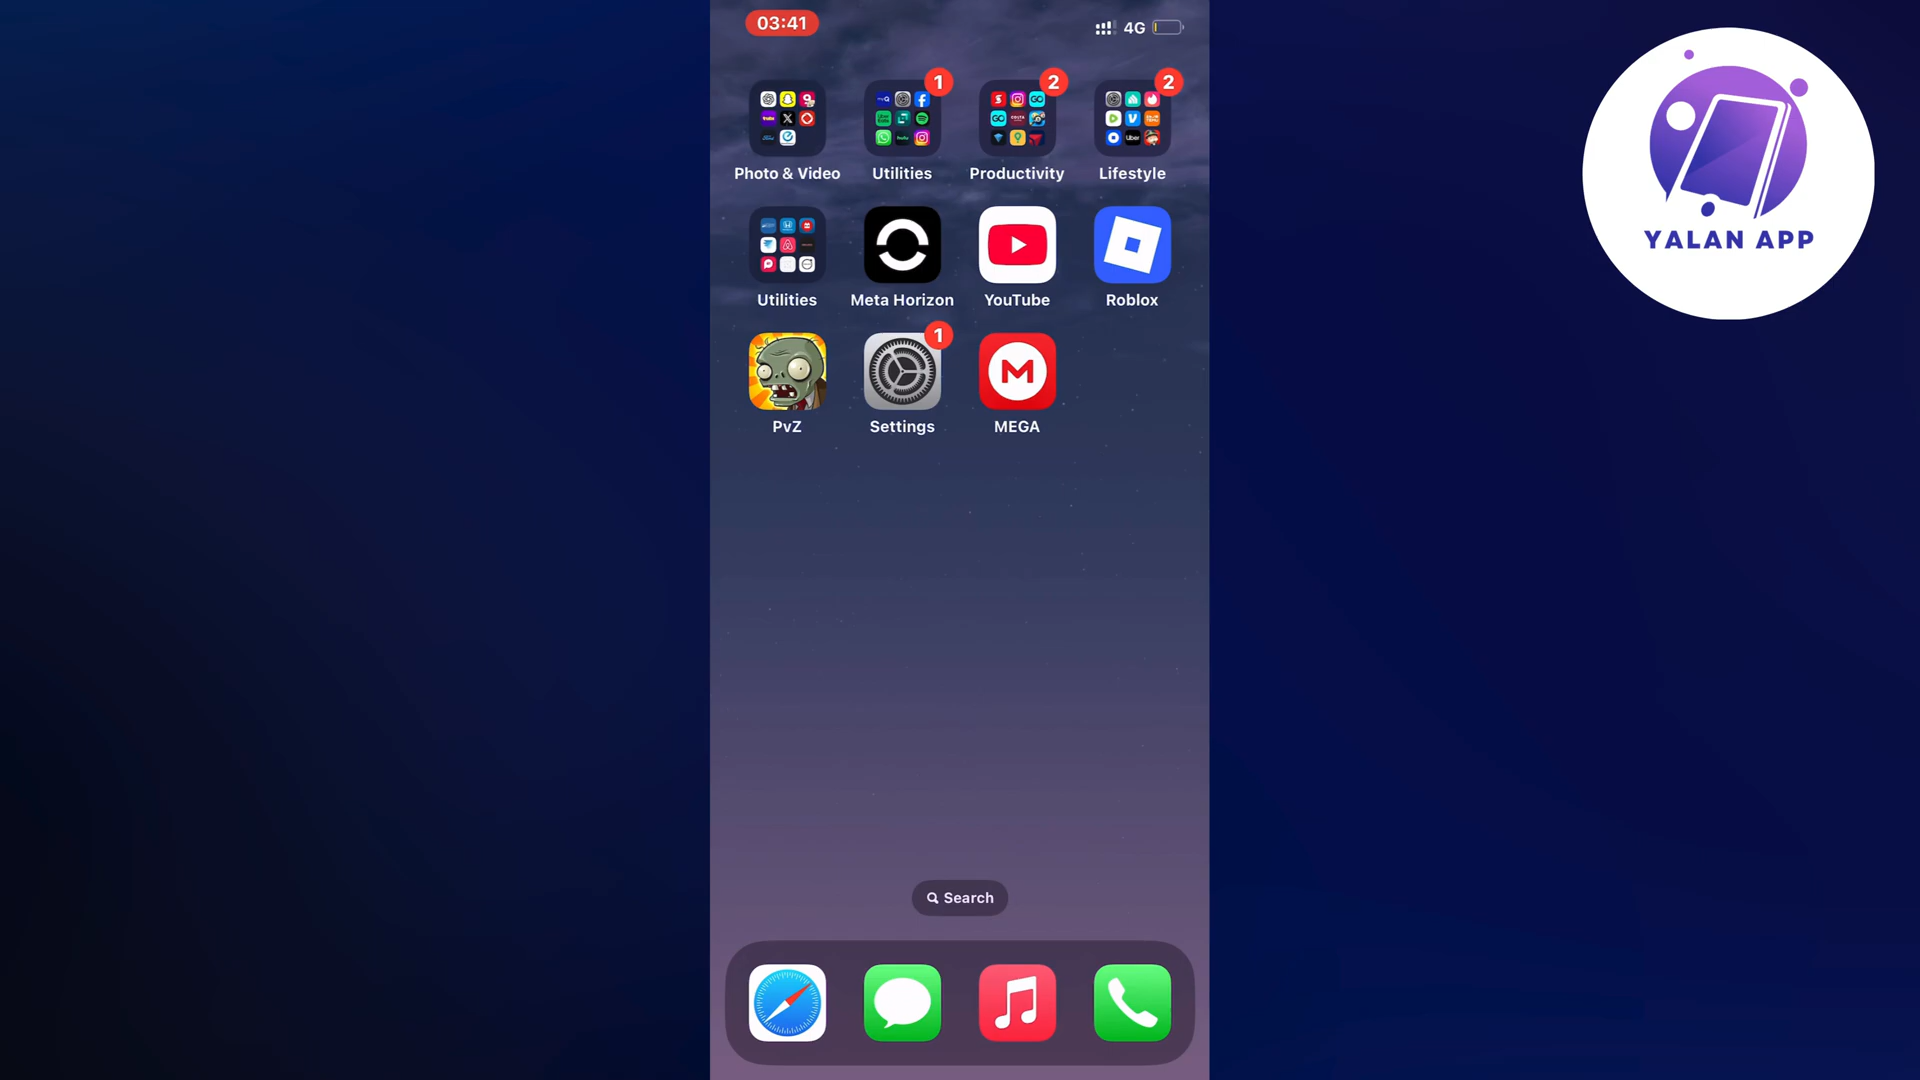 03:41
4G
1
2
2
Photo & Video
Utilities
Productivity
Lifestyle
Utilities
Meta Horizon
YouTube
Roblox
1
PvZ
Settings
MEGA
Search
YALAN APP